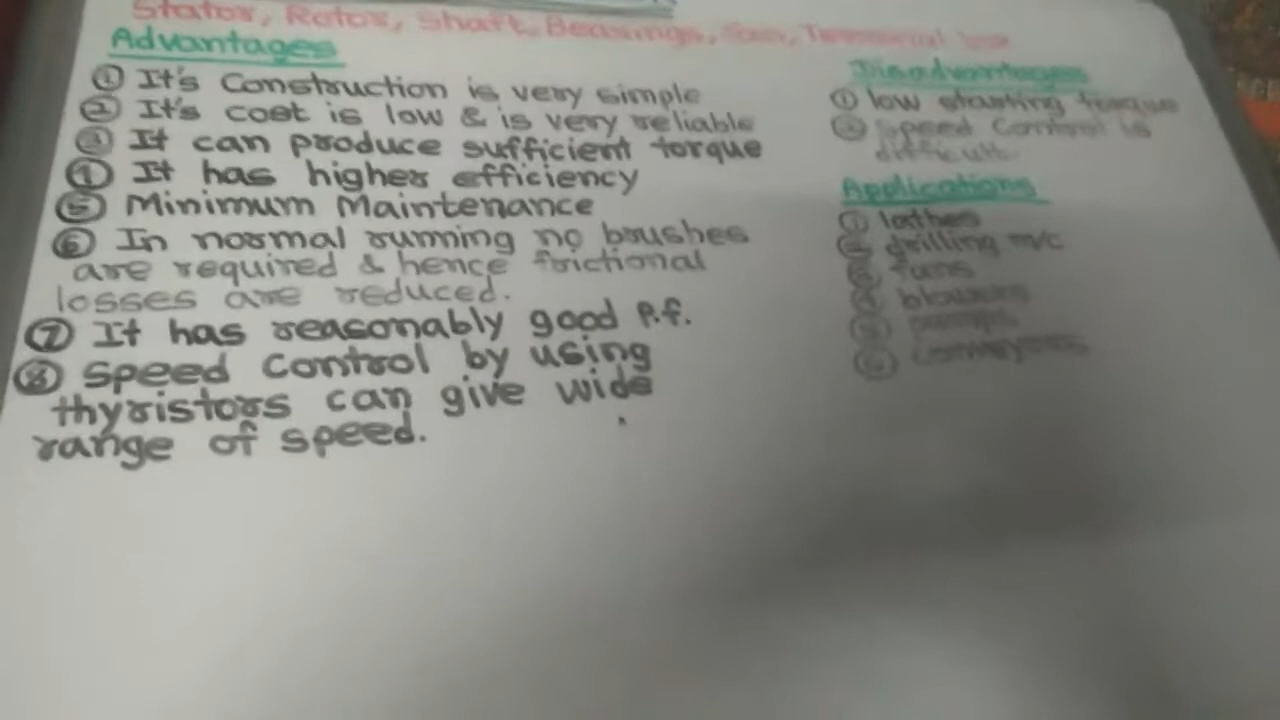 Stator, Rotor, Shaft, Bearings, Fan, Terminal box
Advantages
① It's Construction is very simple
② It's cost is low & is very reliable
③ It can produce sufficient torque
④ It has higher efficiency
⑤ Minimum Maintenance
⑥ In normal running no brushes
are required & hence frictional
losses are reduced.
⑦ It has reasonably good P.f.
⑧ Speed Control by using
thyristors can give wide
range of speed.
Disadvantages
① low starting torque
② Speed Control is
difficult.
Applications
① lathes
② drilling m/c
③ fans
④ blowers
⑤ pumps
⑥ Conveyors